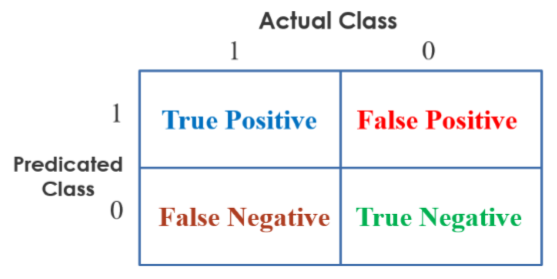 Actual Class
1 0
1 True Positive False Positive
Predicated
Class
0 False Negative True Negative